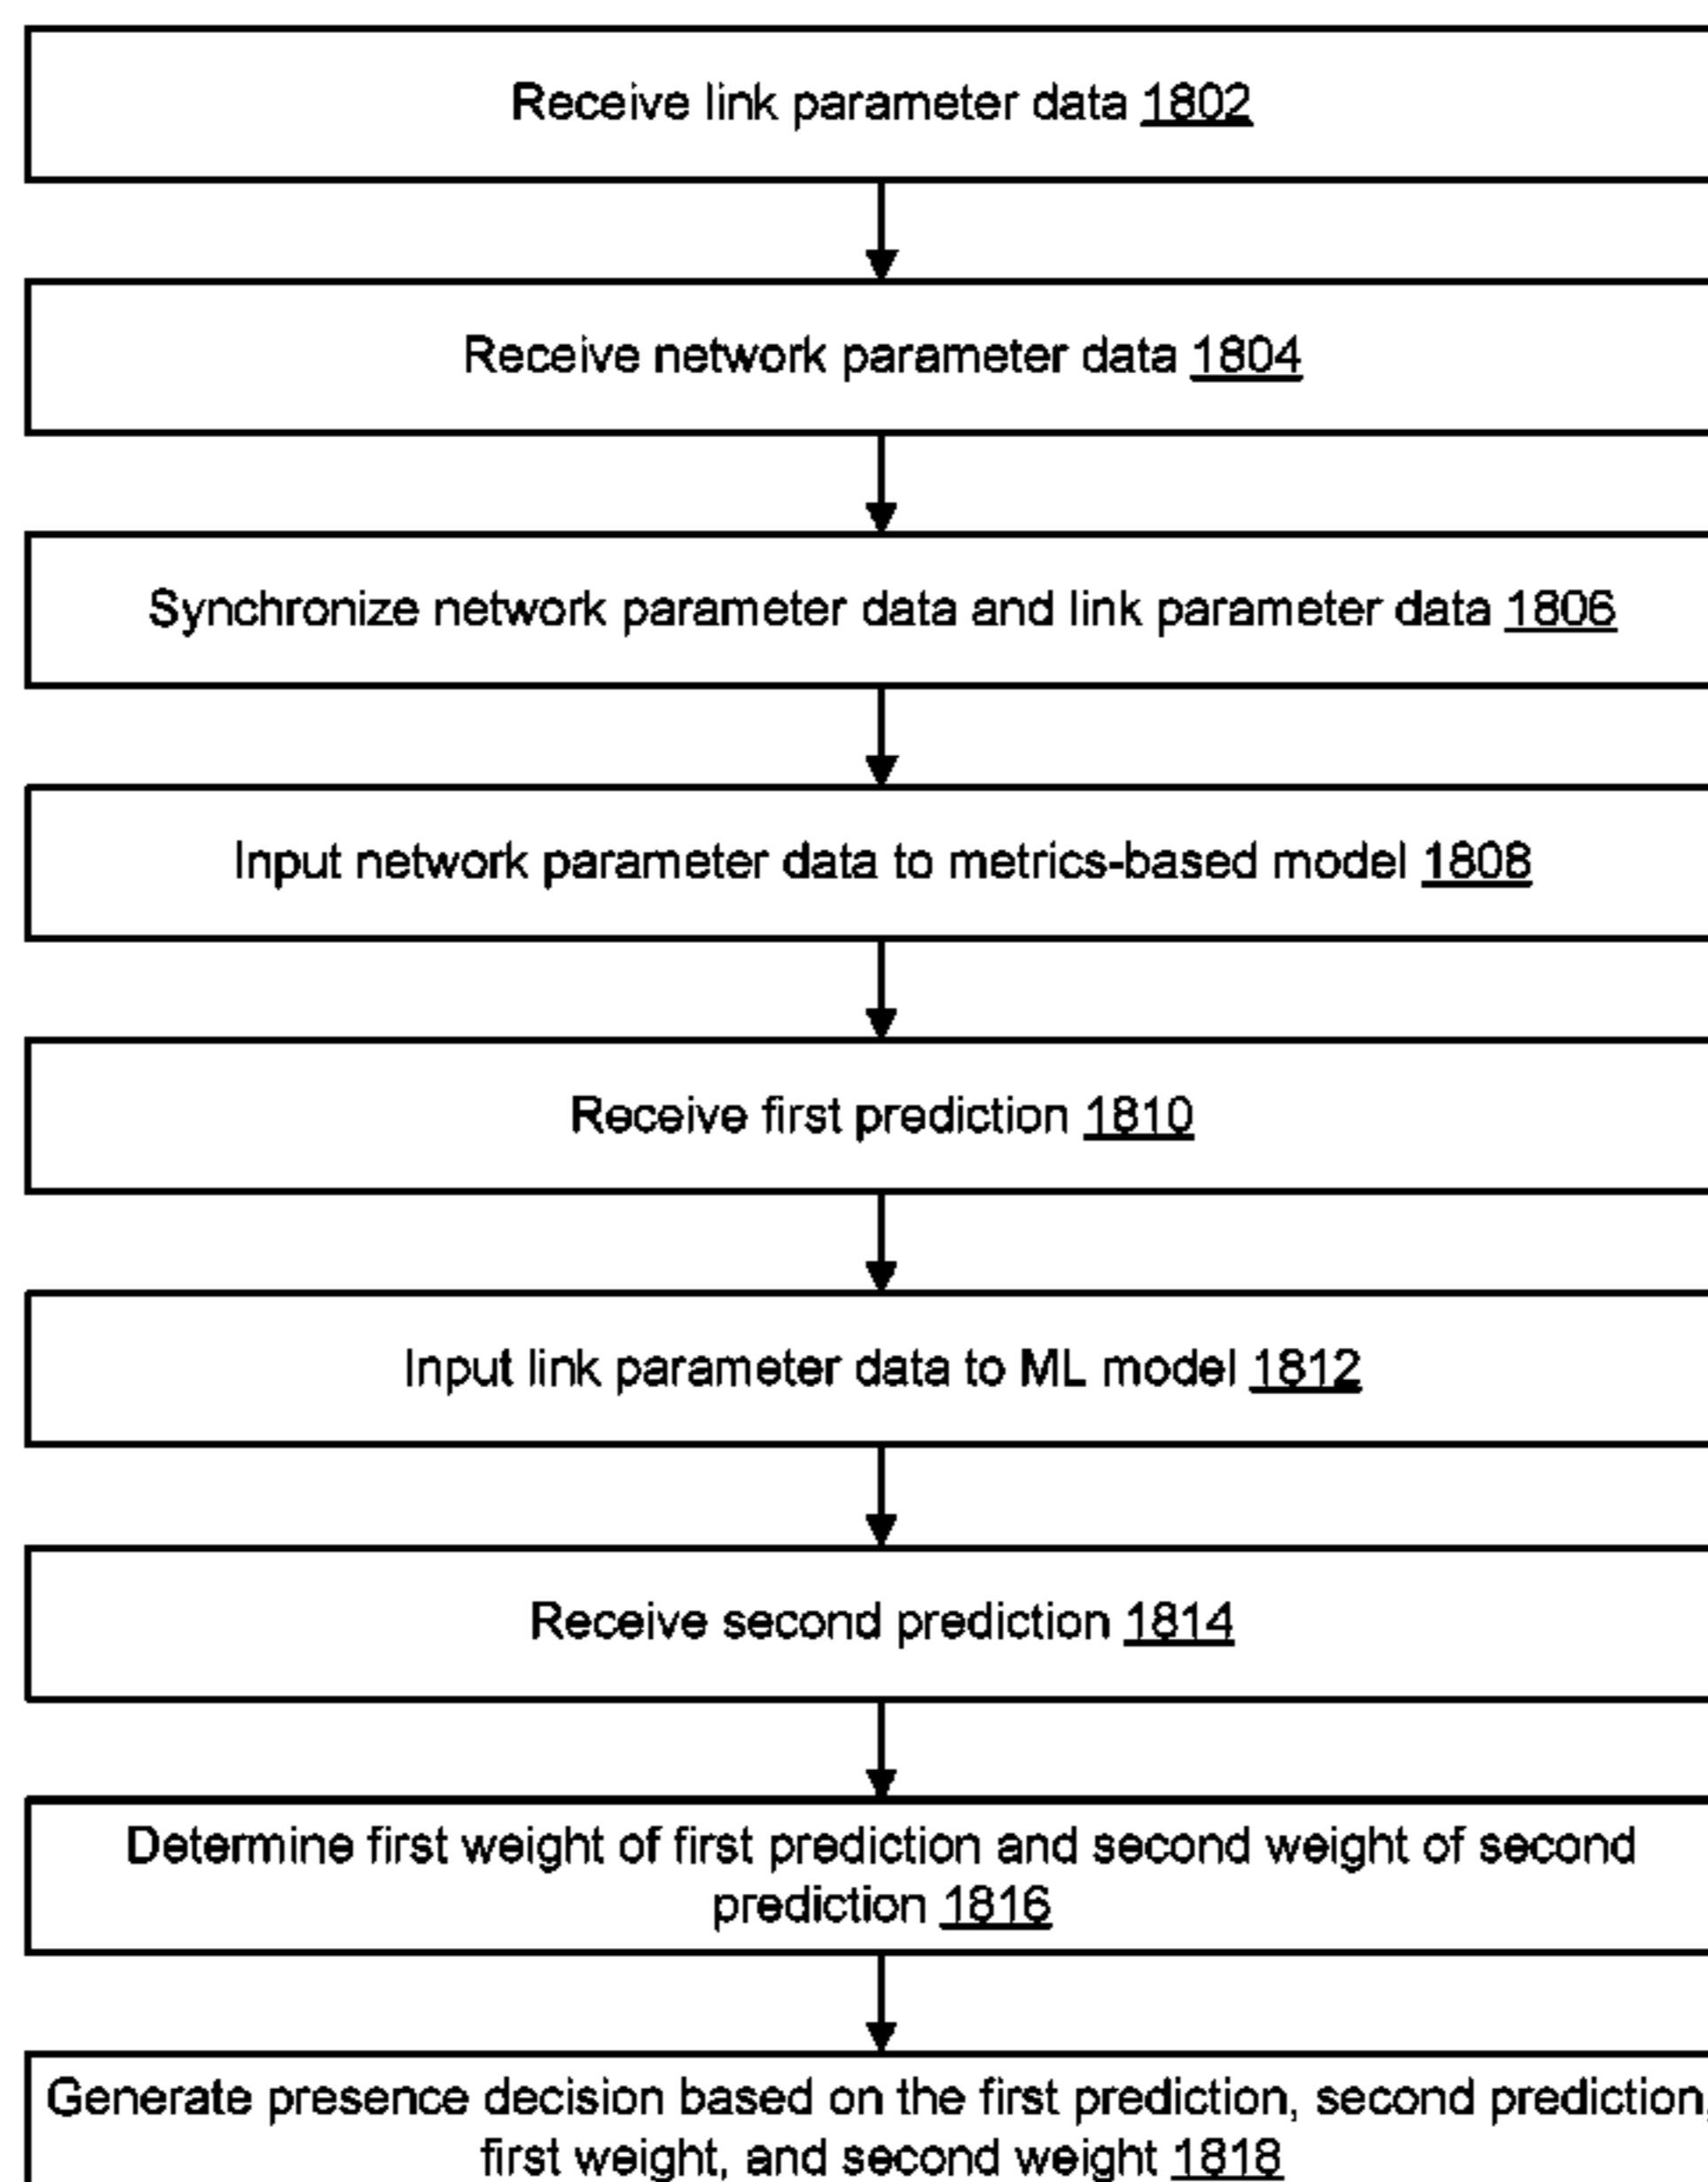 Receive link parameter data 1802
Receive network parameter data 1804
Synchronize network parameter data and link parameter data 1806
Input network parameter data to metrics-based model 1808
Receive first prediction 1810
Input link parameter data to ML model 1812
Receive second prediction 1814
Determine first weight of first prediction and second weight of second
prediction 1816
Generate presence decision based on the first prediction, second prediction,
first weight, and second weight 1818